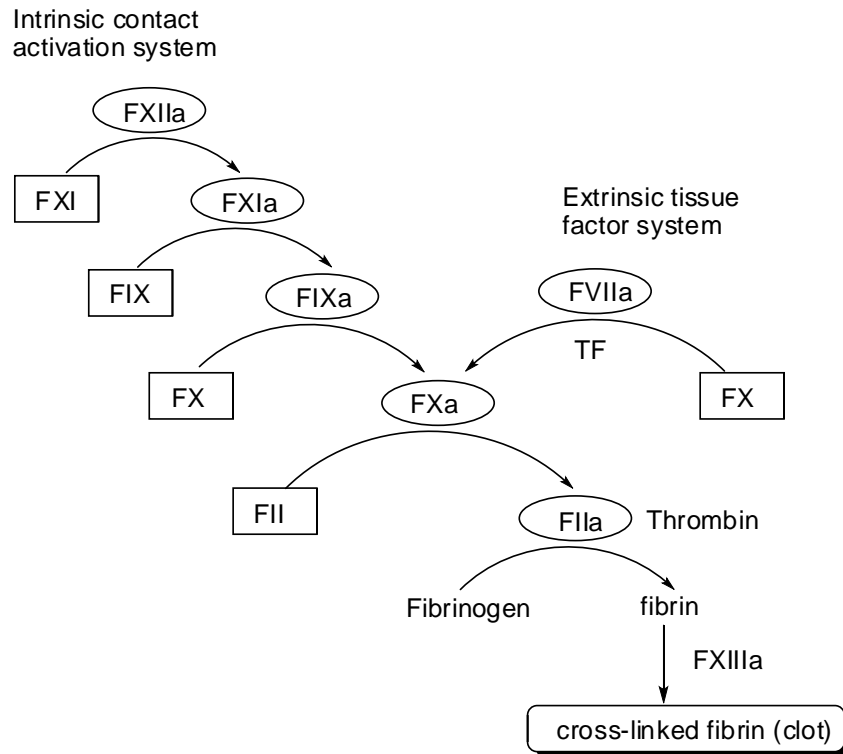 Intrinsic contact
activation system
FXIIa
FXI
FXIa
Extrinsic tissue
factor system
FIX
FIXa
FVIIa
TF
FX
FXa
FX
FII
FIIa
Thrombin
Fibrinogen
fibrin
FXIIIa
cross-linked fibrin (clot)